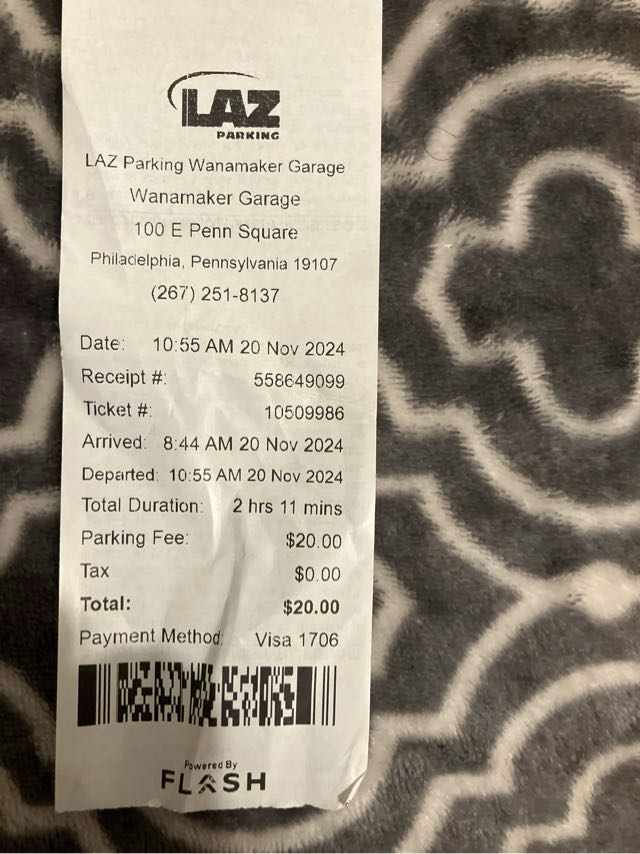 LAZ
PARKING
LAZ Parking Wanamaker Garage
Wanamaker Garage
100 E Penn Square
Philadelphia, Pennsylvania 19107
(267) 251-8137
Date: 10:55 AM 20 Nov 2024
Receipt #: 558649099
Ticket #: 10509986
Arrived: 8:44 AM 20 Nov 2024
Departed: 10:55 AM 20 Nov 2024
Total Duration: 2 hrs 11 mins
Parking Fee: $20.00
Tax $0.00
Total: $20.00
Payment Method: Visa 1706
Powered By
FLASH